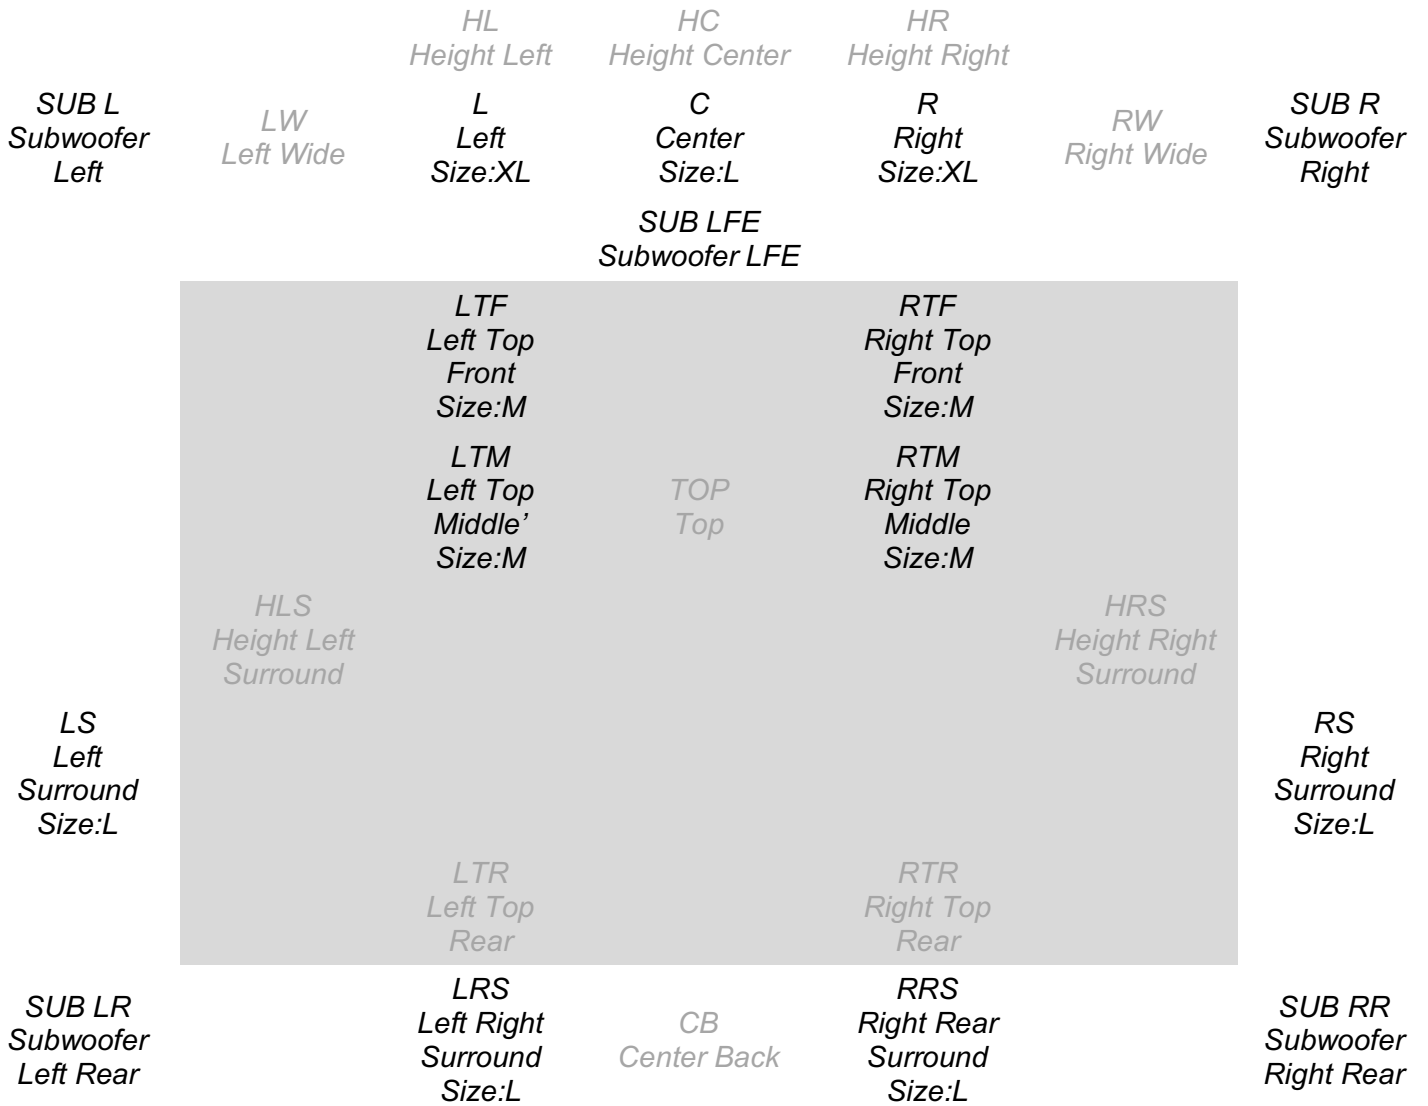 HL
Height Left
HC
Height Center
HR
Height Right
SUB L
Subwoofer
Left
LW
Left Wide
L
Left
Size:XL
C
Center
Size:L
R
Right
Size:XL
RW
Right Wide
SUB R
Subwoofer
Right
SUB LFE
Subwoofer LFE
LTF
Left Top
Front
Size:M
RTF
Right Top
Front
Size:M
LTM
Left Top
Middle’
Size:M
TOP
Top
RTM
Right Top
Middle
Size:M
HLS
Height Left
Surround
HRS
Height Right
Surround
LS
Left
Surround
Size:L
RS
Right
Surround
Size:L
LTR
Left Top
Rear
RTR
Right Top
Rear
SUB LR
Subwoofer
Left Rear
LRS
Left Right
Surround
Size:L
CB
Center Back
RRS
Right Rear
Surround
Size:L
SUB RR
Subwoofer
Right Rear